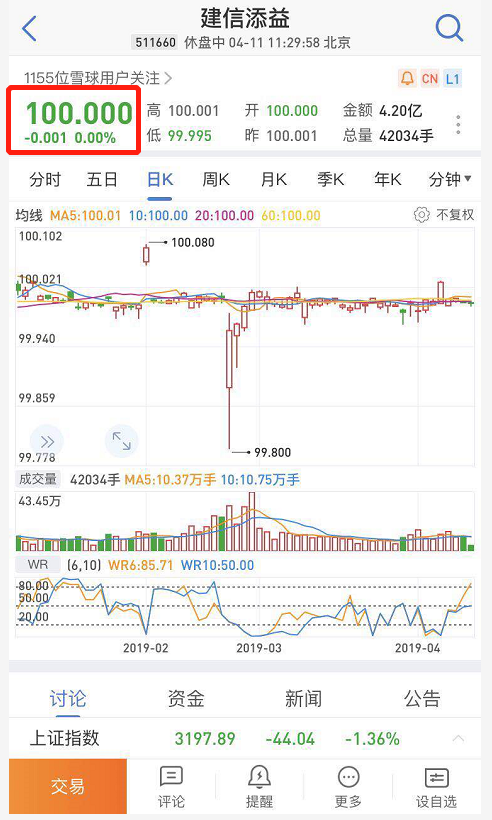 建信添益
511660 休盘中 04-11 11:29:58 北京
1155位雪球用户关注
CN L1
100.000
-0.001 0.00%
高 100.001 开 100.000 金额 4.20亿
低 99.995 昨 100.001 总量 42034手
分时 五日 日K 周K 月K 季K 年K 分钟
均线 MA5:100.01 10:100.00 20:100.00 60:100.00 不复权
100.102
100.080
100.021
99.940
99.859
99.800
99.778
成交量 42034手 MA5:10.37万手 10:10.75万手
43.45万
WR (6,10) WR6:85.71 WR10:50.00
80.00
50.00
20.00
2019-02 2019-03 2019-04
讨论 资金 新闻 公告
上证指数 3197.89 -44.04 -1.36%
交易 评论 提醒 更多 设自选